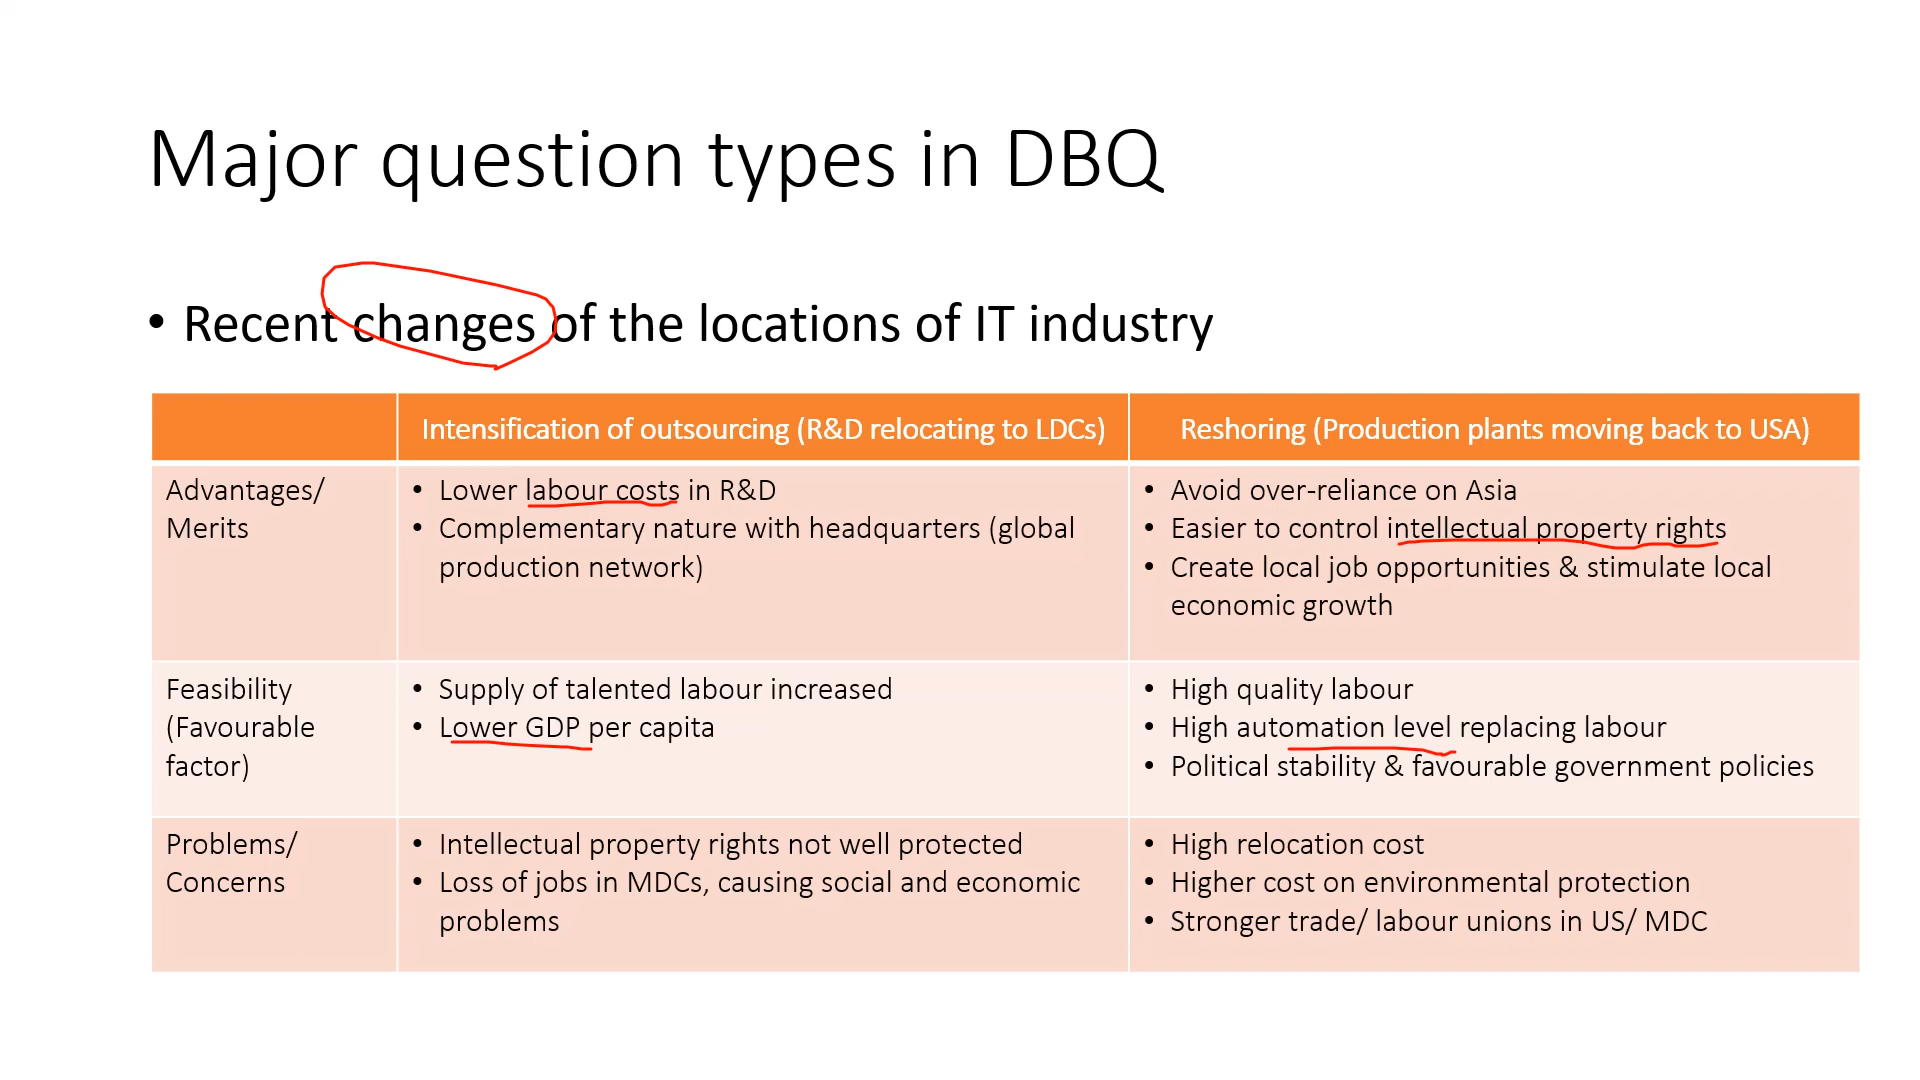 Major question types in DBQ
• Recent changes of the locations of IT industry
Intensification of outsourcing (R&D relocating to LDCs)
Reshoring (Production plants moving back to USA)
Advantages/
Merits
• Lower labour costs in R&D
• Complementary nature with headquarters (global
production network)
• Avoid over-reliance on Asia
• Easier to control intellectual property rights
• Create local job opportunities & stimulate local
economic growth
Feasibility
(Favourable
factor)
• Supply of talented labour increased
• Lower GDP per capita
• High quality labour
• High automation level replacing labour
• Political stability & favourable government policies
Problems/
Concerns
• Intellectual property rights not well protected
• Loss of jobs in MDCs, causing social and economic
problems
• High relocation cost
• Higher cost on environmental protection
• Stronger trade/ labour unions in US/ MDC